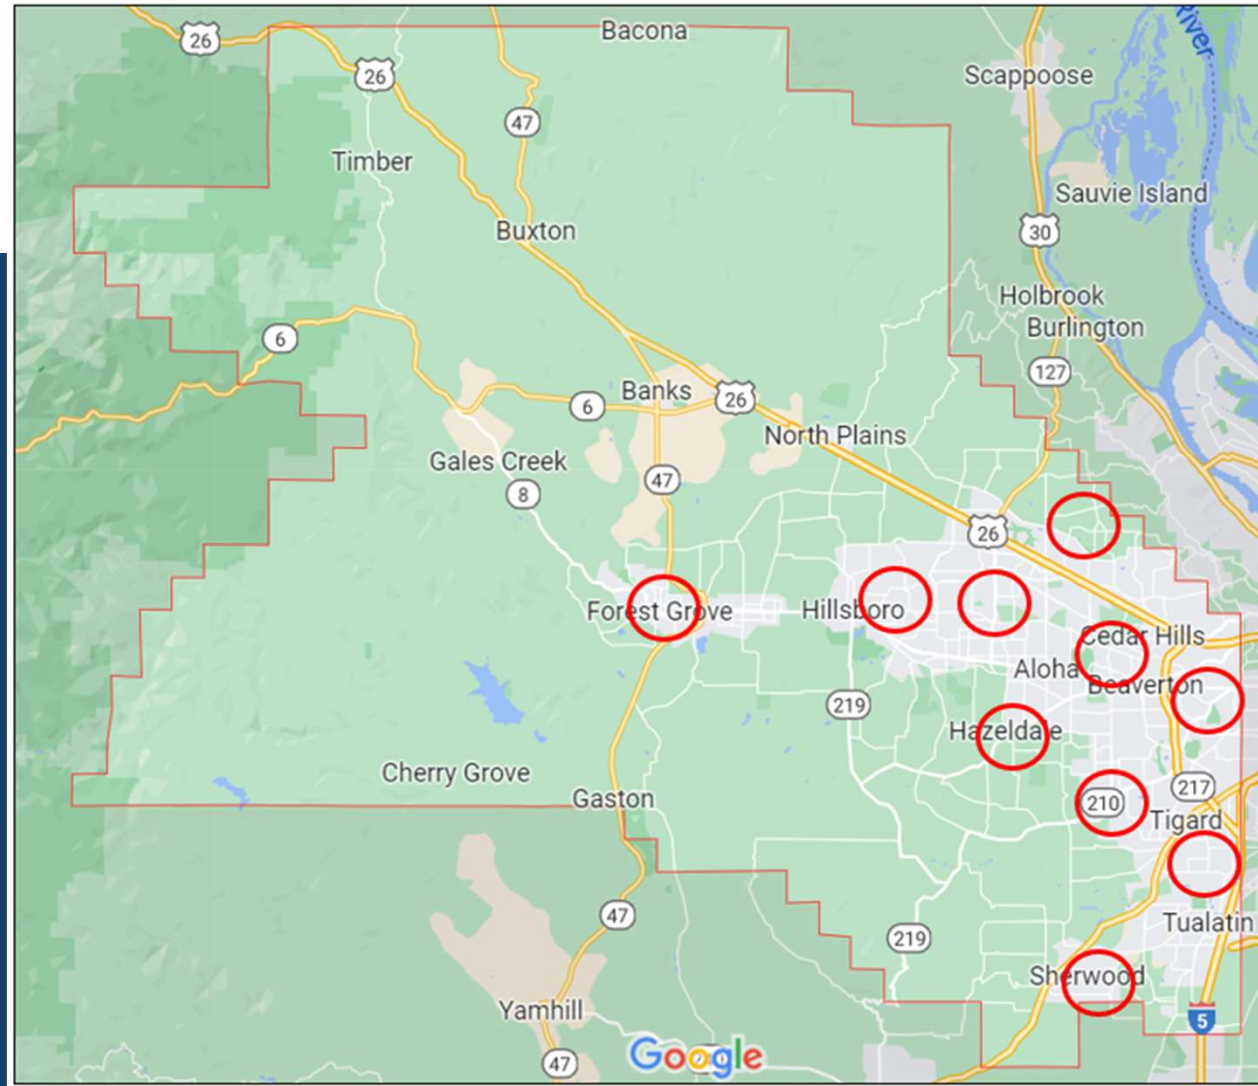 Bacona
26
River
26
Scappoose
47
Timber
Sauvie Island
Buxton
30
Holbrook
Burlington
6
127
Banks
26
6
North Plains
Gales Creek
47
8
26
Forest Grove
Hillsboro
Cedar Hills
Aloha
Beaverton
219
Hazeldale
Cherry Grove
217
Gaston
210
Tigard
47
Tualatin
219
Sherwood
Yamhill
5
Google
47